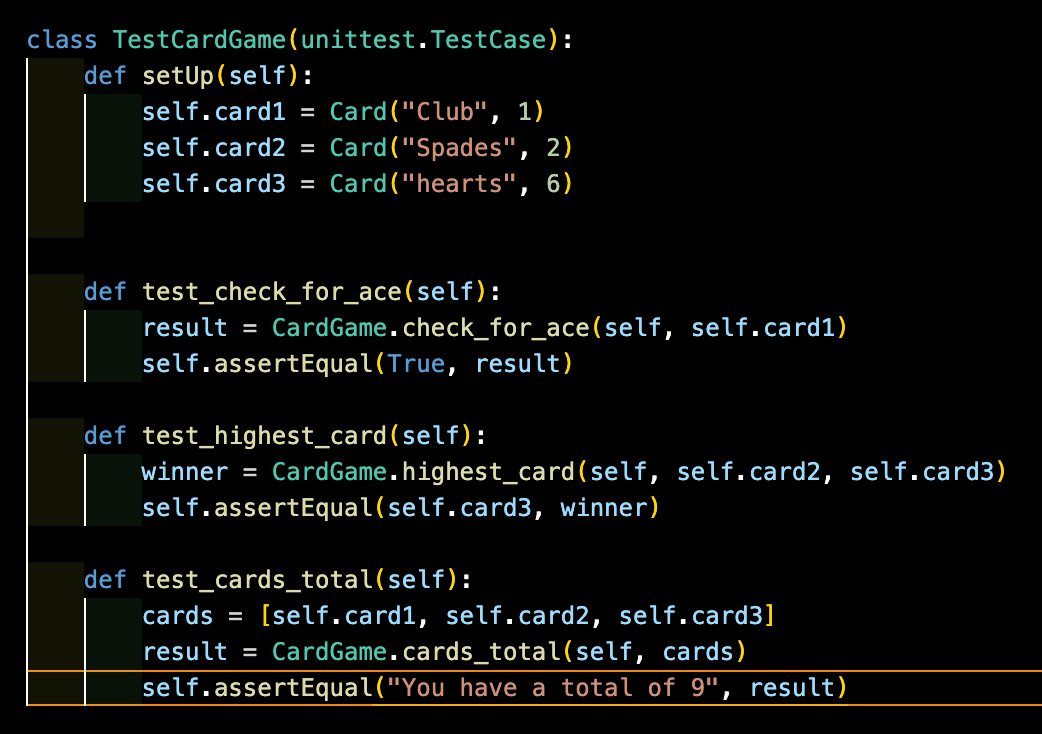 class TestCardGame(unittest.TestCase):
    def setUp(self):
        self.card1 = Card("Club", 1)
        self.card2 = Card("Spades", 2)
        self.card3 = Card("hearts", 6)
    def test_check_for_ace(self):
        result = CardGame.check_for_ace(self, self.card1)
        self.assertEqual(True, result)
    def test_highest_card(self):
        winner = CardGame.highest_card(self, self.card2, self.card3)
        self.assertEqual(self.card3, winner)
    def test_cards_total(self):
        cards = [self.card1, self.card2, self.card3]
        result = CardGame.cards_total(self, cards)
        self.assertEqual("You have a total of 9", result)